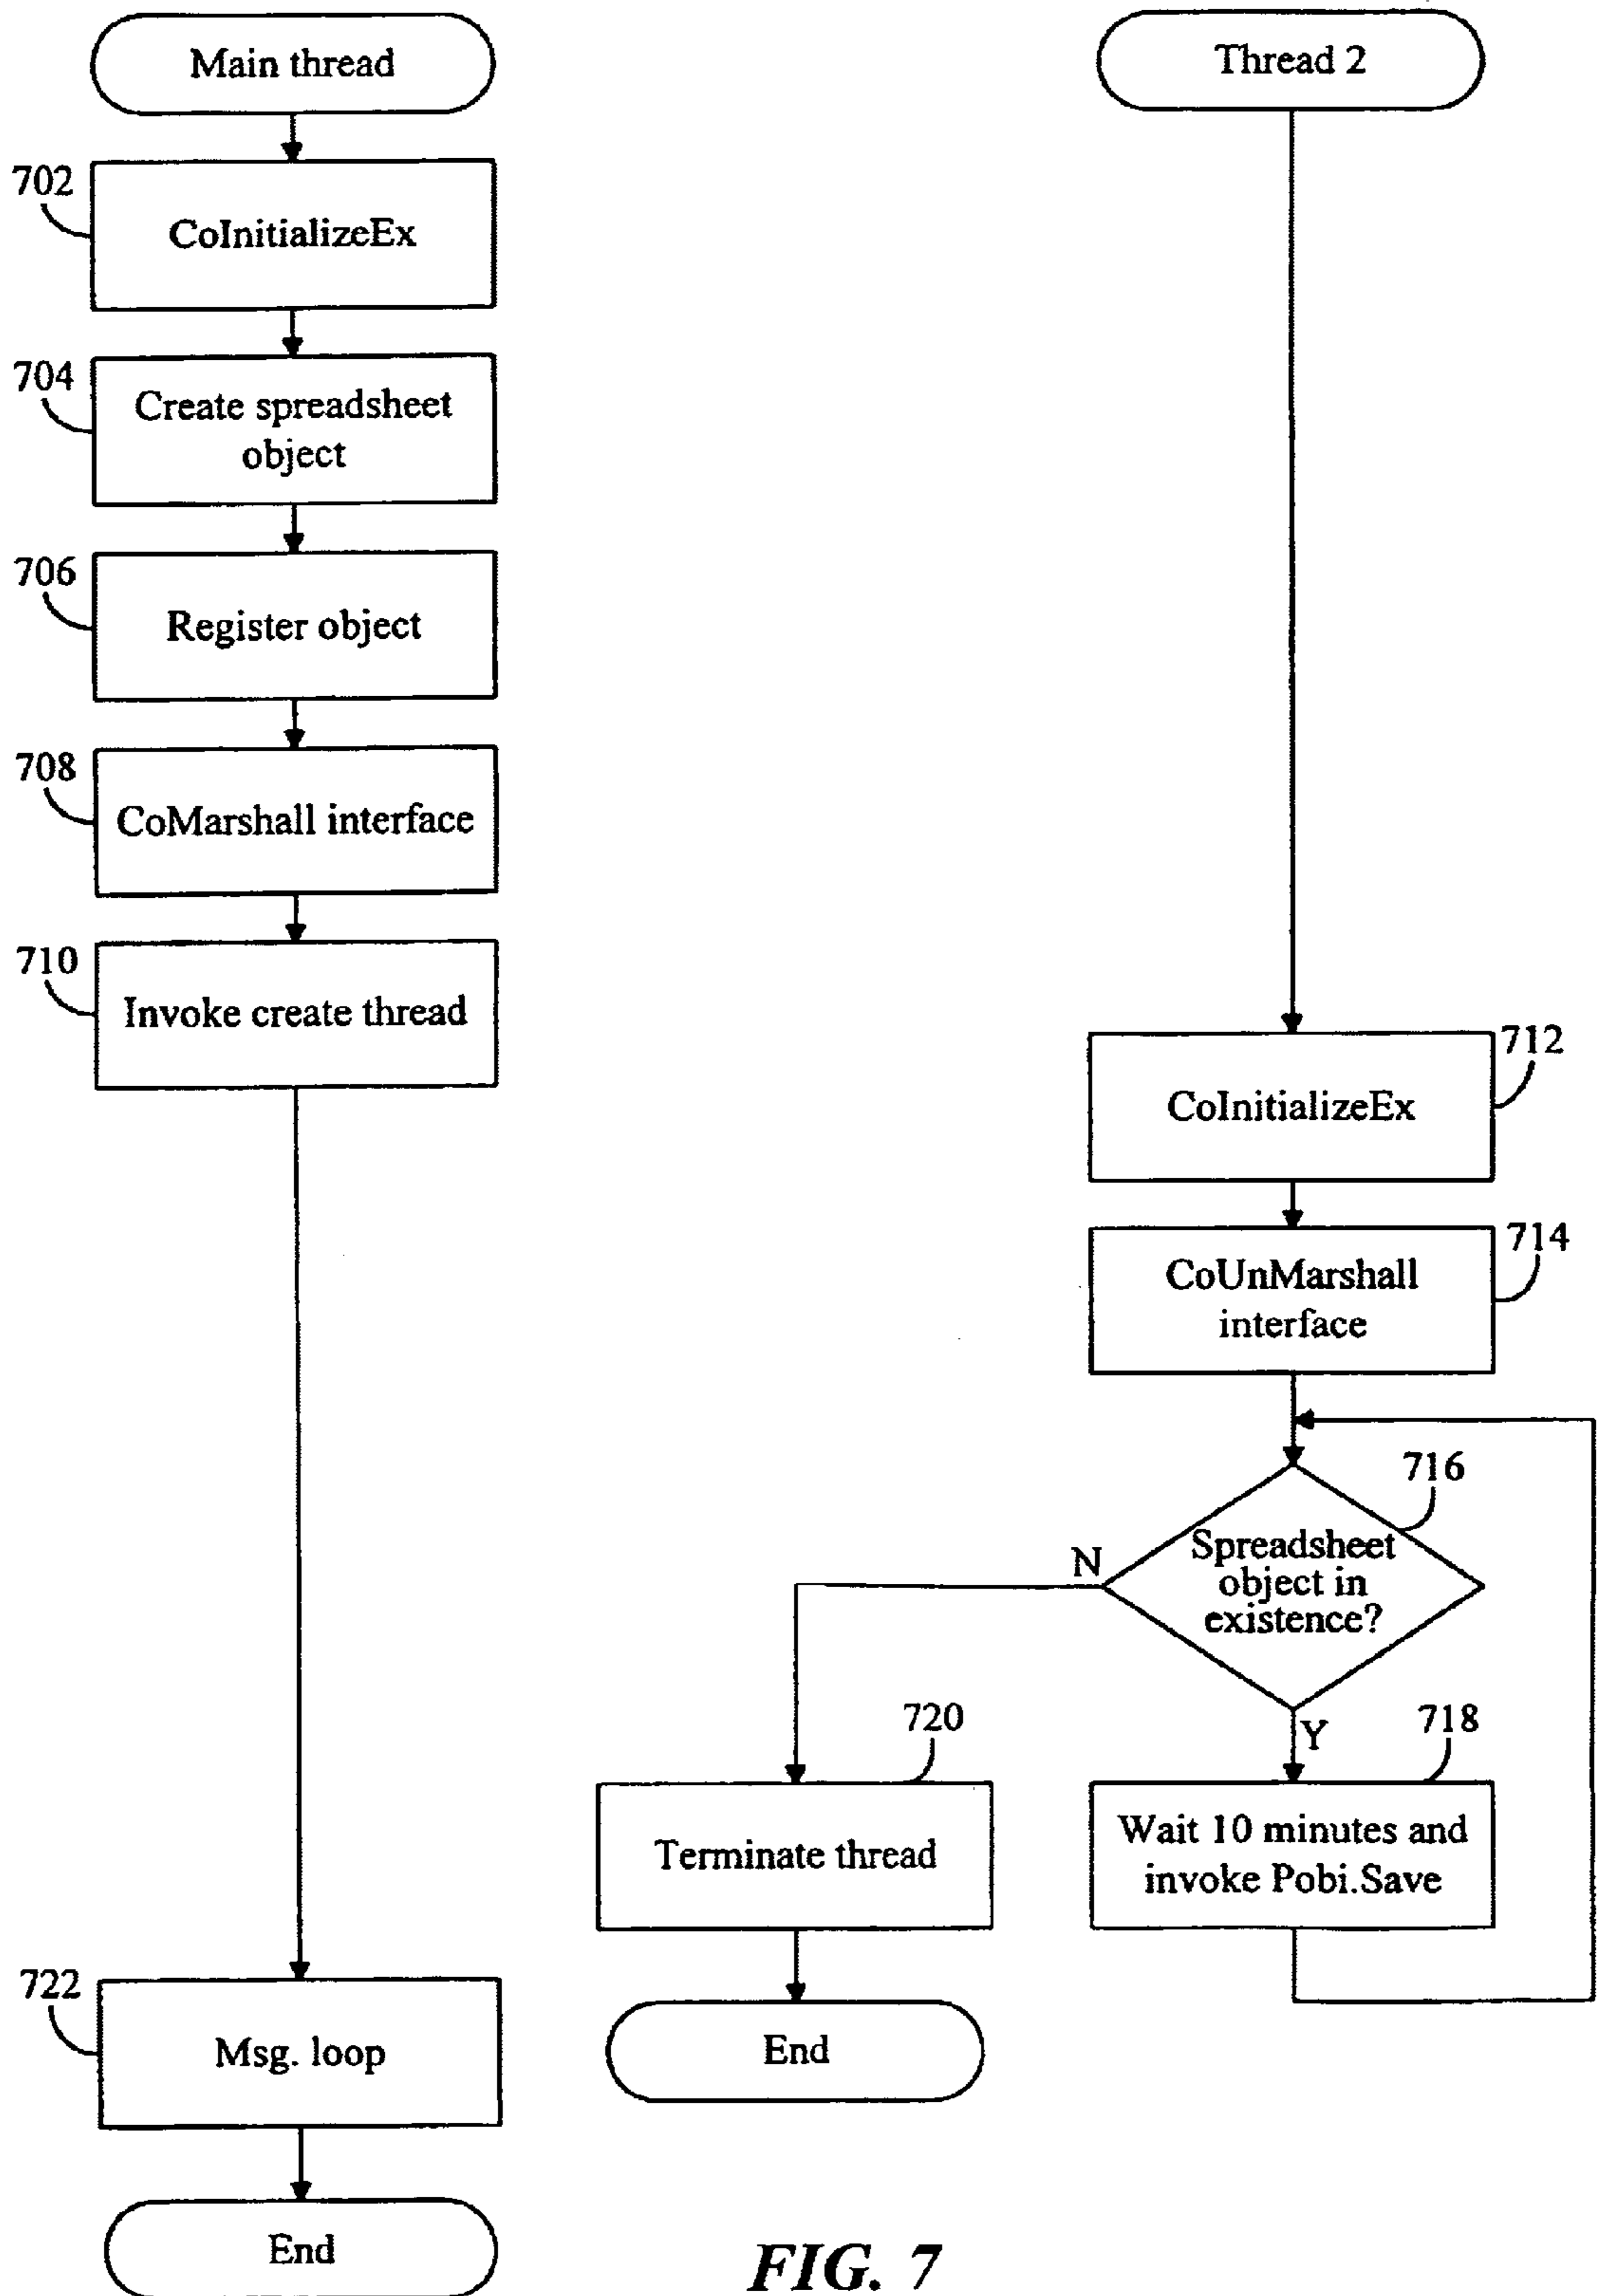 Main thread
702
CoInitializeEx
704
Create spreadsheet
object
706
Register object
708
CoMarshall interface
710
Invoke create thread
722
Msg. loop
End
Thread 2
712
CoInitializeEx
714
CoUnMarshall
interface
716
Spreadsheet
object in
existence?
N
Y
718
Wait 10 minutes and
invoke Pobi.Save
720
Terminate thread
End
FIG. 7